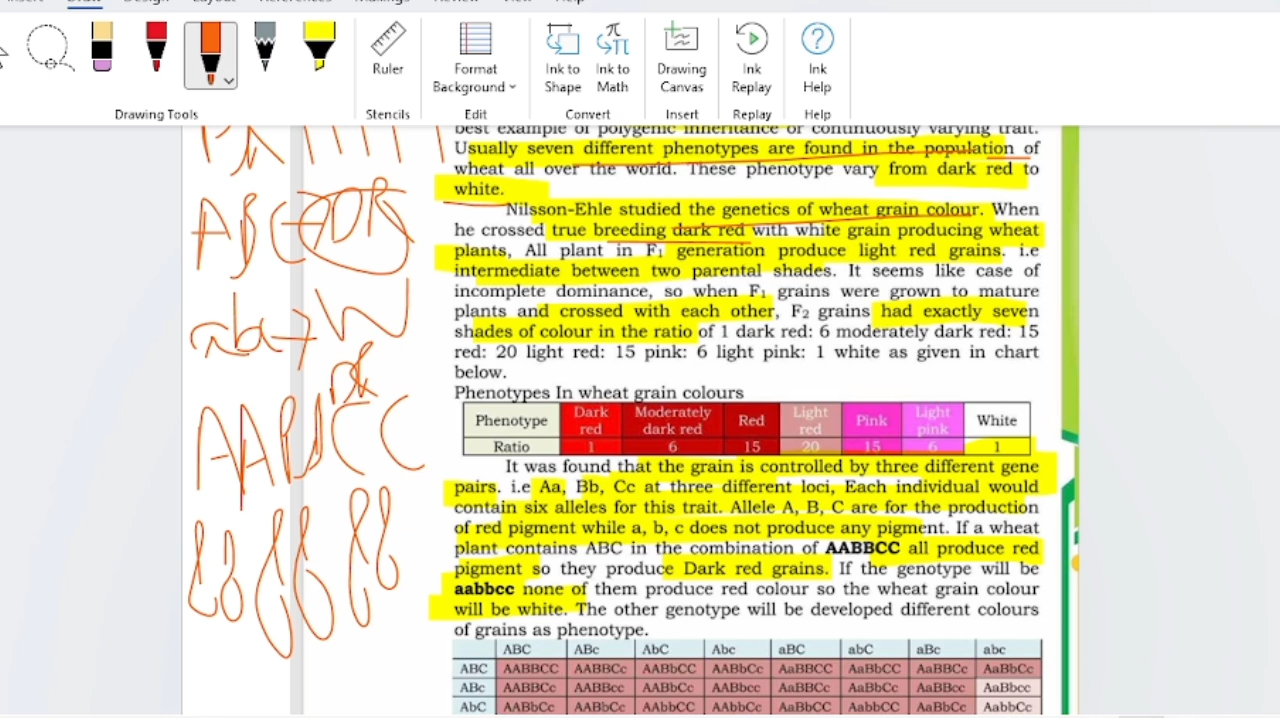 Ruler
Format
Background
Ink to
Shape
Ink to
Math
Drawing
Canvas
Ink
Replay
Ink
Help
Drawing Tools
Stencils
Edit
Convert
Insert
Replay
Help
best example of polygenic inheritance or continuously varying trait.
Usually seven different phenotypes are found in the population of
wheat all over the world. These phenotype vary from dark red to
white.
Nilsson-Ehle studied the genetics of wheat grain colour. When
he crossed true breeding dark red with white grain producing wheat
plants, All plant in F1 generation produce light red grains. i.e
intermediate between two parental shades. It seems like case of
incomplete dominance, so when F1 grains were grown to mature
plants and crossed with each other, F2 grains had exactly seven
shades of colour in the ratio of 1 dark red: 6 moderately dark red: 15
red: 20 light red: 15 pink: 6 light pink: 1 white as given in chart
below.
Phenotypes In wheat grain colours
Phenotype Dark red Moderately dark red Red Light red Pink Light pink White
Ratio 1 6 15 20 15 6 1
It was found that the grain is controlled by three different gene
pairs. i.e Aa, Bb, Cc at three different loci, Each individual would
contain six alleles for this trait. Allele A, B, C are for the production
of red pigment while a, b, c does not produce any pigment. If a wheat
plant contains ABC in the combination of AABBCC all produce red
pigment so they produce Dark red grains. If the genotype will be
aabbcc none of them produce red colour so the wheat grain colour
will be white. The other genotype will be developed different colours
of grains as phenotype.
ABC ABc AbC Abc aBC abC aBc abc
ABC AABBCC AABBCc AABbCC AABbCc AaBBCC AaBbCC AaBBCc AaBbCc
ABc AABBCc AABBcc AABbCc AABbcc AaBBCc AaBbCc AaBBcc AaBbcc
AbC AABbCc AABbCc AAbbCC AAbbCc AaBbCC AabbCC AaBbCc AabbCc